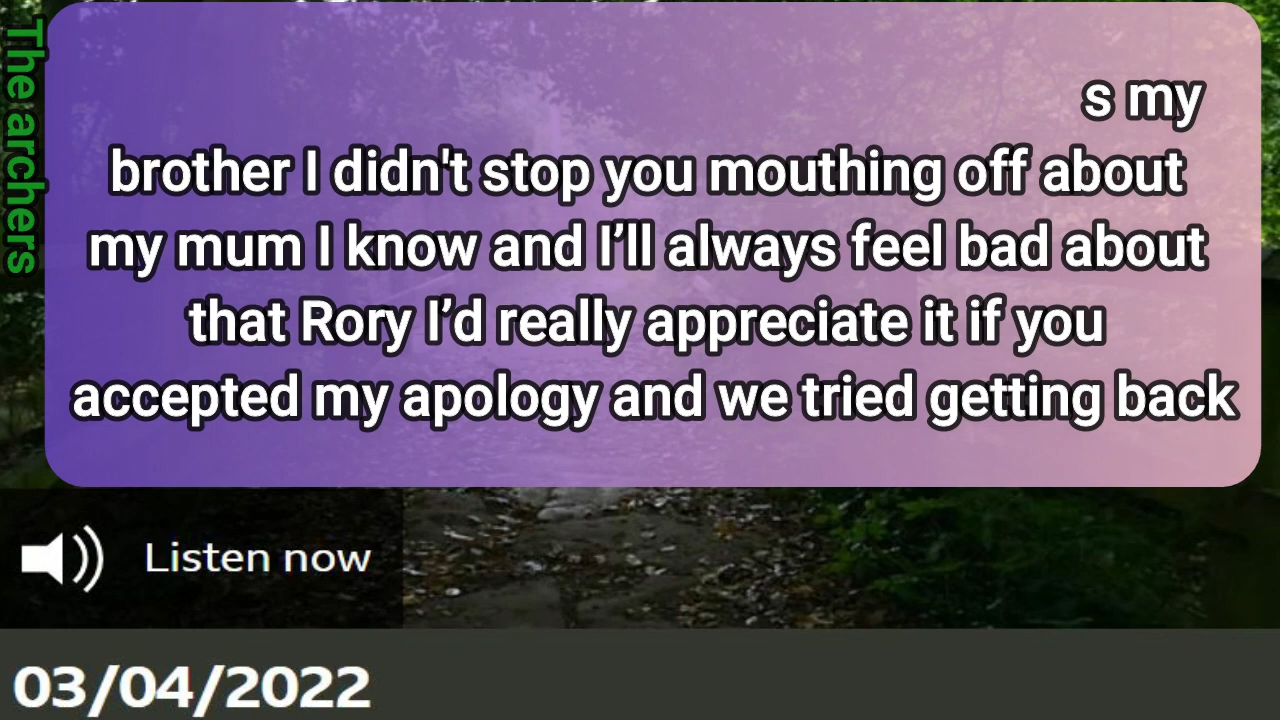 The archers
s my
brother I didn't stop you mouthing off about
my mum I know and I’ll always feel bad about
that Rory I’d really appreciate it if you
accepted my apology and we tried getting back
Listen now
03/04/2022